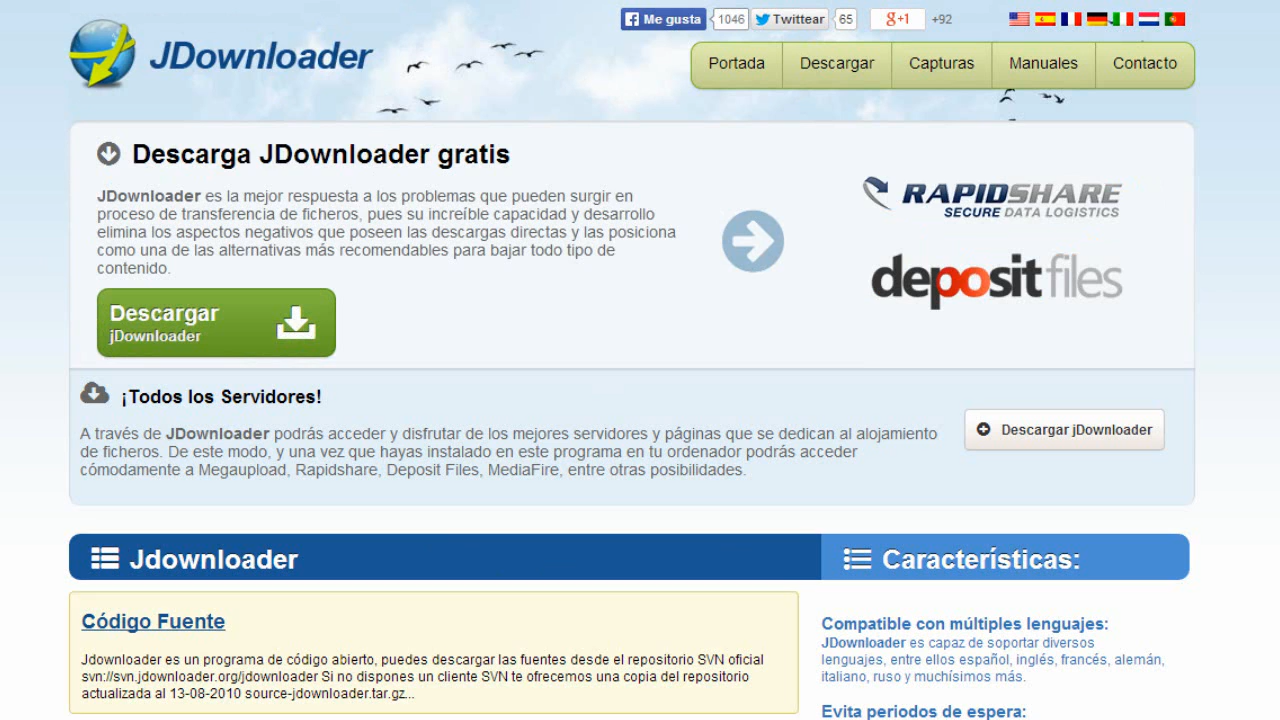 JDownloader
Me gusta 1046 Twittear 65 g+1 +92
Portada Descargar Capturas Manuales Contacto
Descarga JDownloader gratis
JDownloader es la mejor respuesta a los problemas que pueden surgir en
proceso de transferencia de ficheros, pues su increíble capacidad y desarrollo
elimina los aspectos negativos que poseen las descargas directas y las posiciona
como una de las alternativas más recomendables para bajar todo tipo de
contenido.
Descargar
jDownloader
RAPIDSHARE
SECURE DATA LOGISTICS
depositfiles
¡Todos los Servidores!
A través de JDownloader podrás acceder y disfrutar de los mejores servidores y páginas que se dedican al alojamiento
de ficheros. De este modo, y una vez que hayas instalado en este programa en tu ordenador podrás acceder
cómodamente a Megaupload, Rapidshare, Deposit Files, MediaFire, entre otras posibilidades.
Descargar jDownloader
Jdownloader
Código Fuente
Jdownloader es un programa de código abierto, puedes descargar las fuentes desde el repositorio SVN oficial
svn://svn.jdownloader.org/jdownloader Si no dispones un cliente SVN te ofrecemos una copia del repositorio
actualizada al 13-08-2010 source-jdownloader.tar.gz...
Características:
Compatible con múltiples lenguajes:
JDownloader es capaz de soportar diversos
lenguajes, entre ellos español, inglés, francés, alemán,
italiano, ruso y muchísimos más.
Evita periodos de espera: